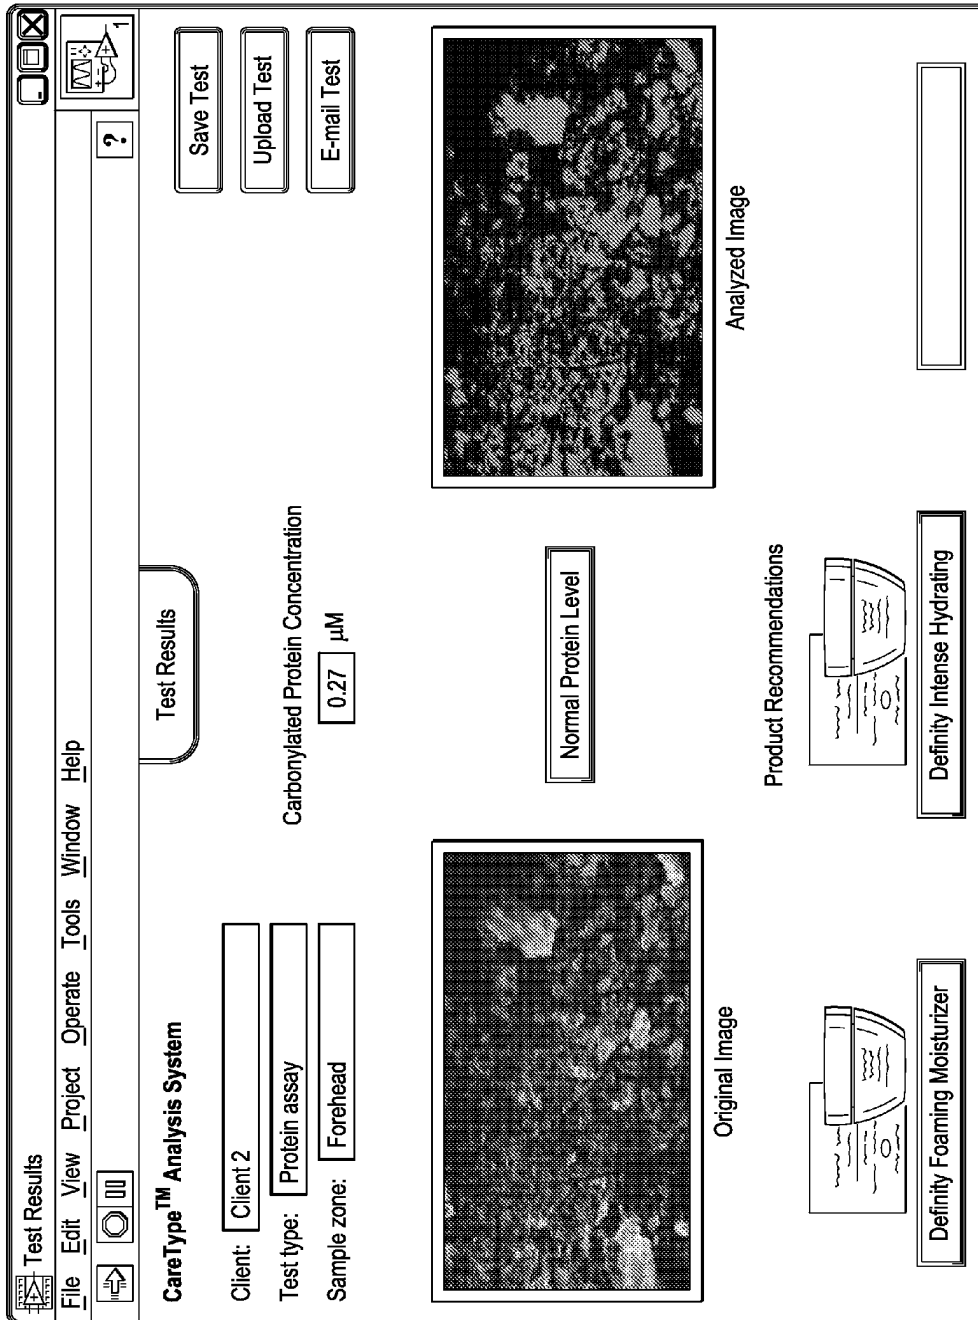 Test Results
File Edit View Project Operate Tools Window Help
?
1
Test Results
CareType™ Analysis System
Client: Client 2
Test type: Protein assay
Sample zone: Forehead
Carbonylated Protein Concentration
0.27 µM
Save Test
Upload Test
E-mail Test
Normal Protein Level
Original Image
Analyzed Image
Product Recommendations
Definity Foaming Moisturizer
Definity Intense Hydrating